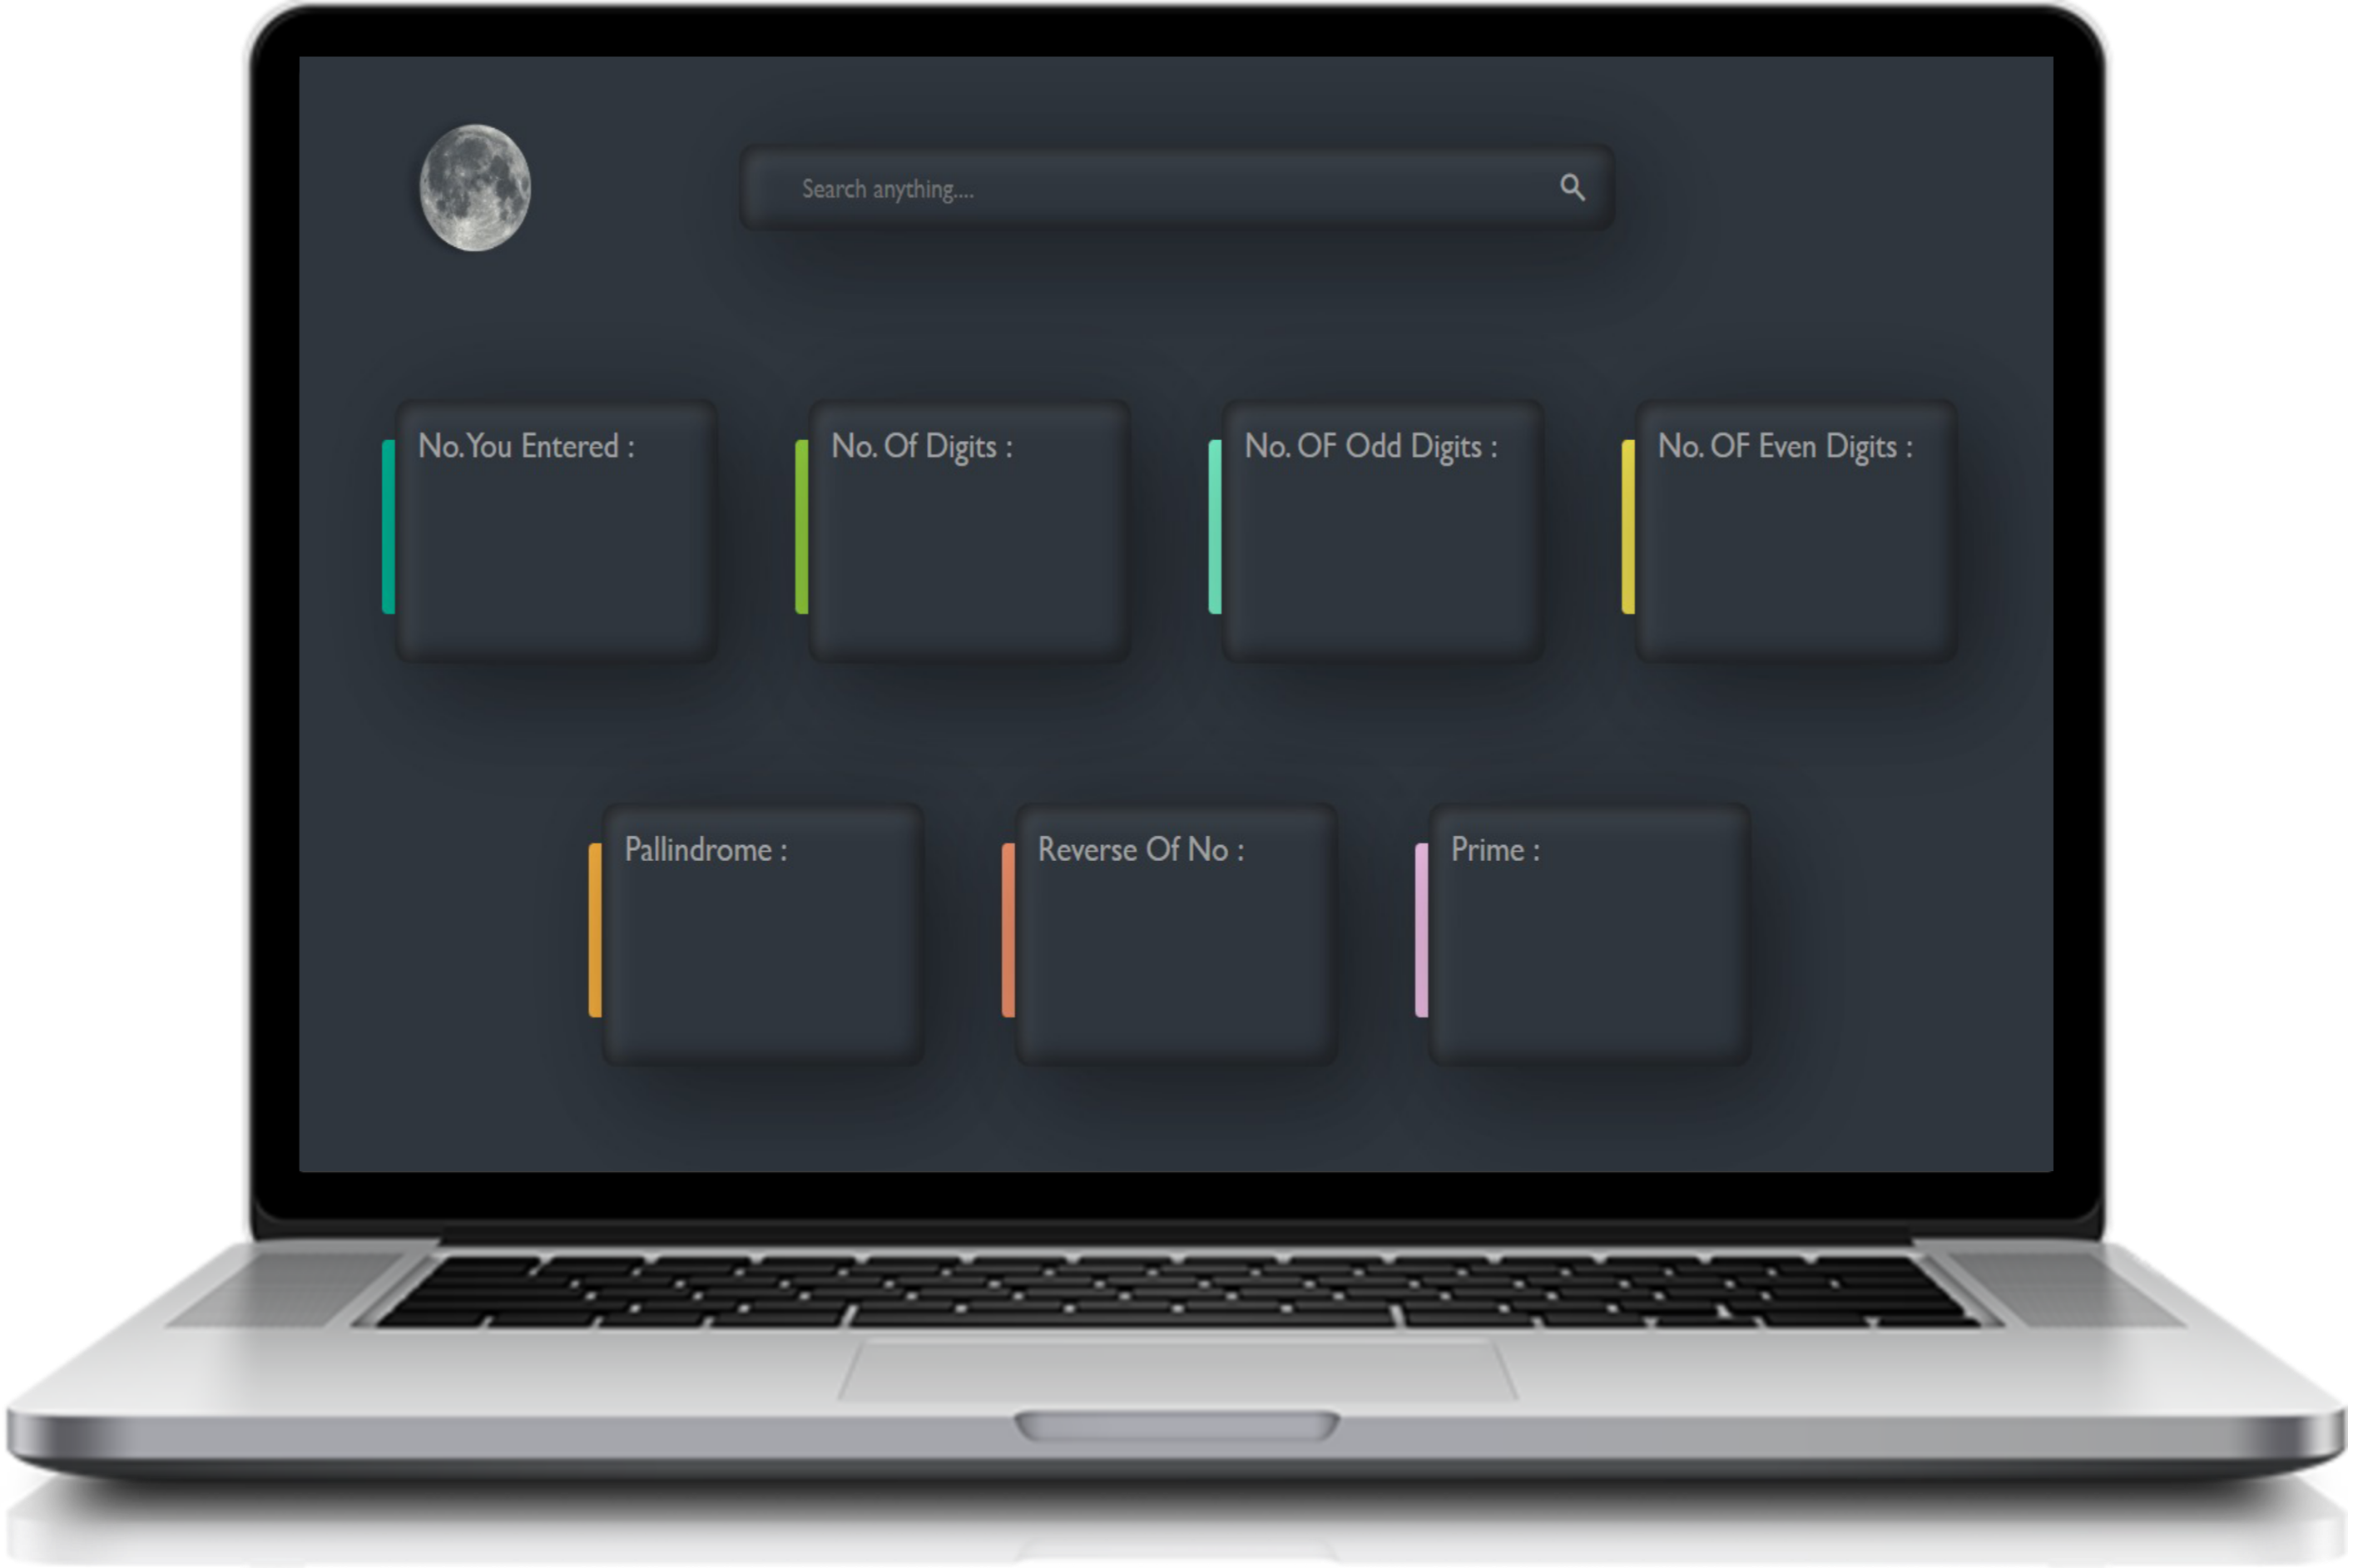 Search anything....
No. You Entered :
No. Of Digits :
No. OF Odd Digits :
No. OF Even Digits :
Pallindrome :
Reverse Of No :
Prime :